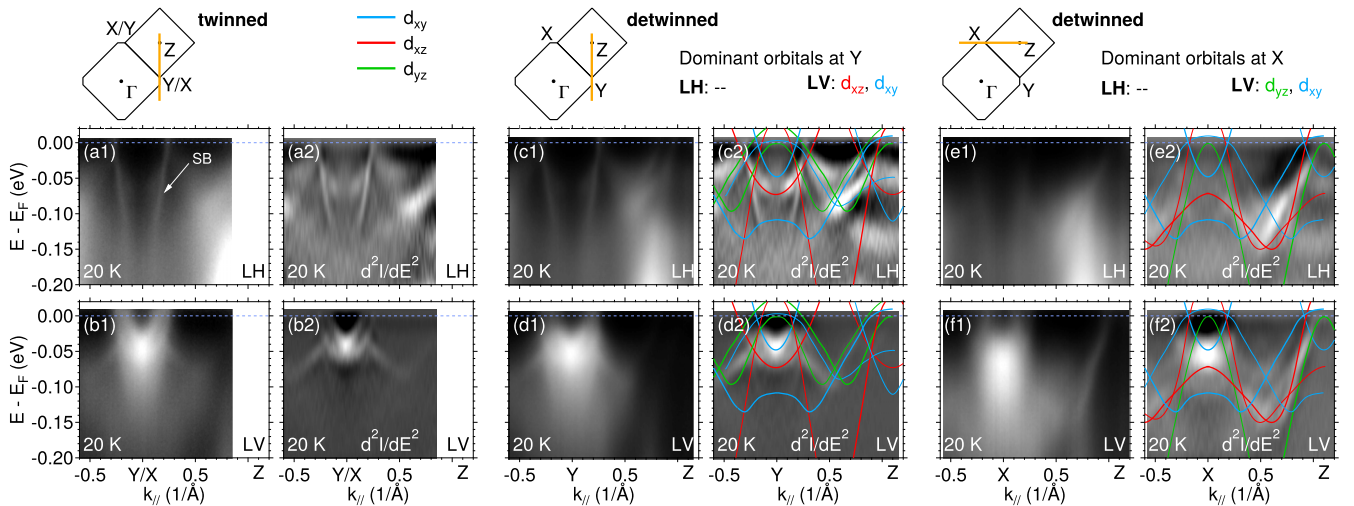 X/Y
twinned
Z
Γ
Y/X
d_xy
d_xz
d_yz
X
detwinned
Z
Γ
Y
Dominant orbitals at Y
LH: --
LV: d_xz, d_xy
X
detwinned
Z
Γ
Y
Dominant orbitals at X
LH: --
LV: d_yz, d_xy
E - E_F (eV)
0.00
-0.05
-0.10
-0.15
-0.20
(a1)
SB
20 K
LH
(a2)
20 K
d²I/dE²
LH
(c1)
20 K
LH
(c2)
20 K
d²I/dE²
LH
(e1)
20 K
LH
(e2)
20 K
d²I/dE²
LH
E - E_F (eV)
0.00
-0.05
-0.10
-0.15
-0.20
(b1)
20 K
LV
(b2)
20 K
d²I/dE²
LV
(d1)
20 K
LV
(d2)
20 K
d²I/dE²
LV
(f1)
20 K
LV
(f2)
20 K
d²I/dE²
LV
-0.5 Y/X 0.5 Z
k_// (1/Å)
-0.5 Y/X 0.5 Z
k_// (1/Å)
-0.5 Y 0.5 Z
k_// (1/Å)
-0.5 Y 0.5 Z
k_// (1/Å)
-0.5 X 0.5 Z
k_// (1/Å)
-0.5 X 0.5 Z
k_// (1/Å)